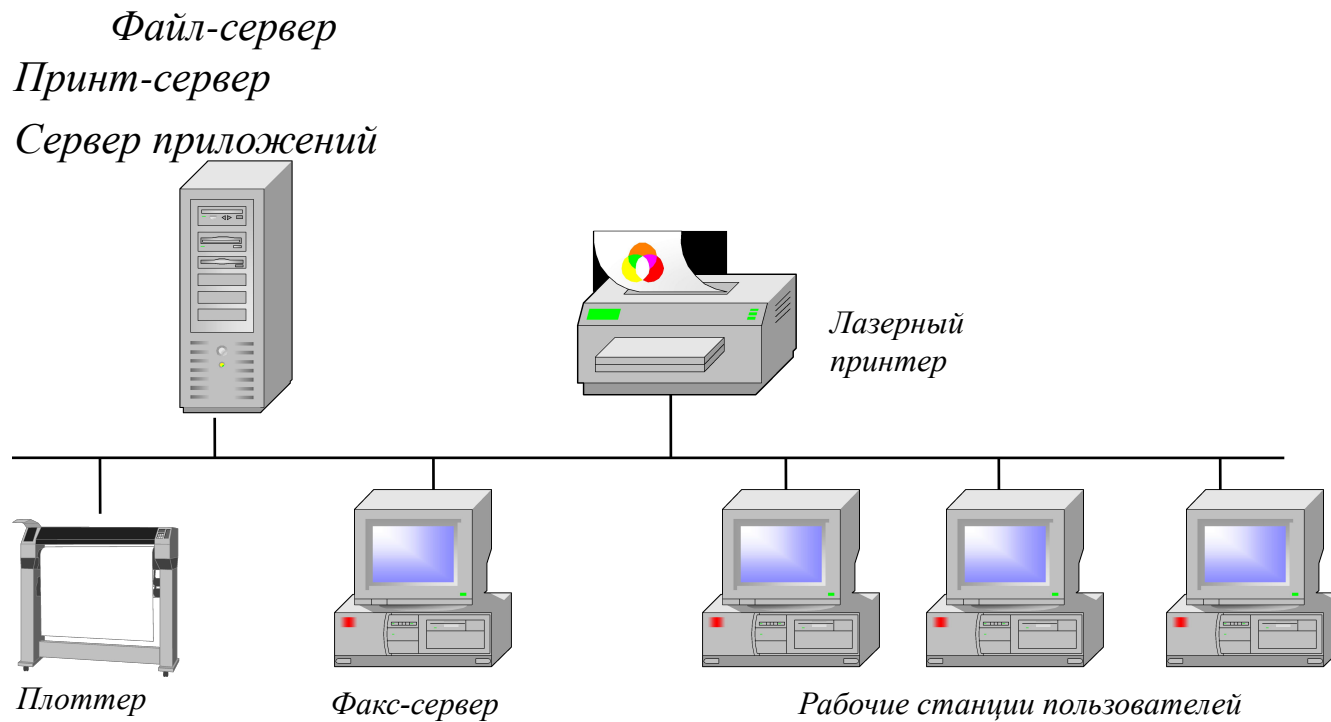 Файл-сервер
Принт-сервер
Сервер приложений
Лазерный
принтер
Плоттер
Факс-сервер
Рабочие станции пользователей